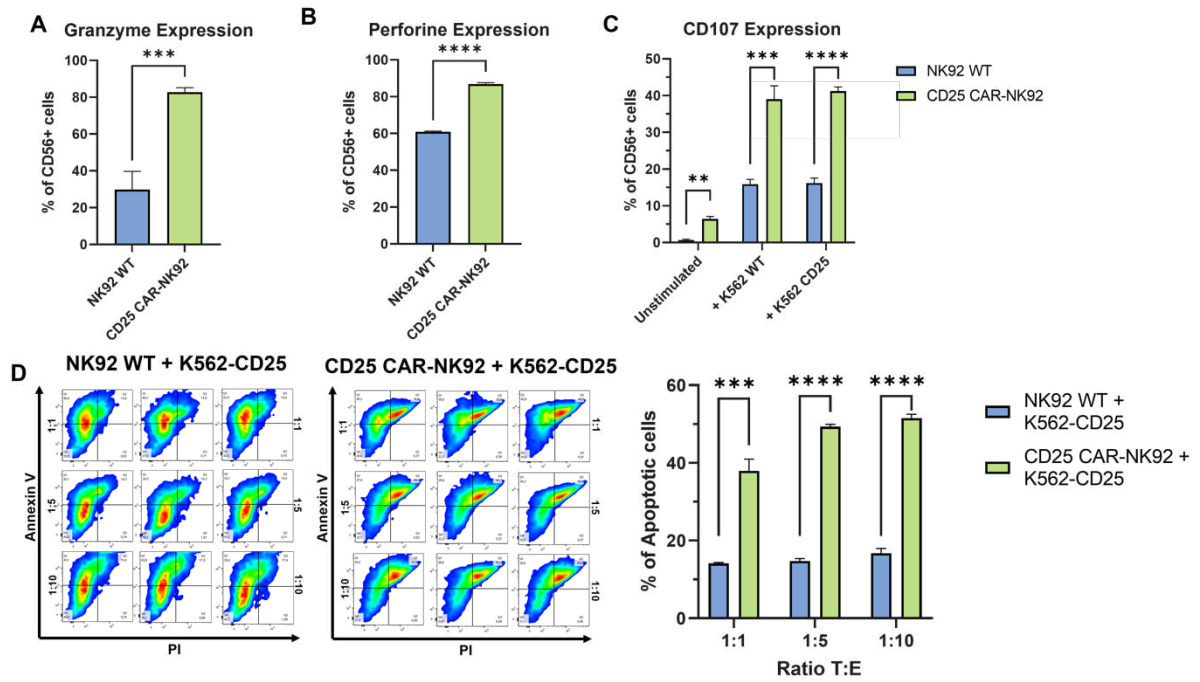 A
Granzyme Expression
% of CD56+ cells
100
80
60
40
20
0
***
NK92 WT
CD25 CAR-NK92
B
Perforine Expression
% of CD56+ cells
100
80
60
40
20
0
****
NK92 WT
CD25 CAR-NK92
C
CD107 Expression
% of CD56+ cells
50
40
30
20
10
0
**
***
****
Unstimulated
+ K562 WT
+ K562 CD25
NK92 WT
CD25 CAR-NK92
D
NK92 WT + K562-CD25
Annexin V
1:1
1:1
1:5
1:5
1:10
1:10
PI
CD25 CAR-NK92 + K562-CD25
Annexin V
1:1
1:1
1:5
1:5
1:10
1:10
PI
% of Apoptotic cells
60
40
20
0
***
****
****
1:1
1:5
1:10
Ratio T:E
NK92 WT +
K562-CD25
CD25 CAR-NK92 +
K562-CD25